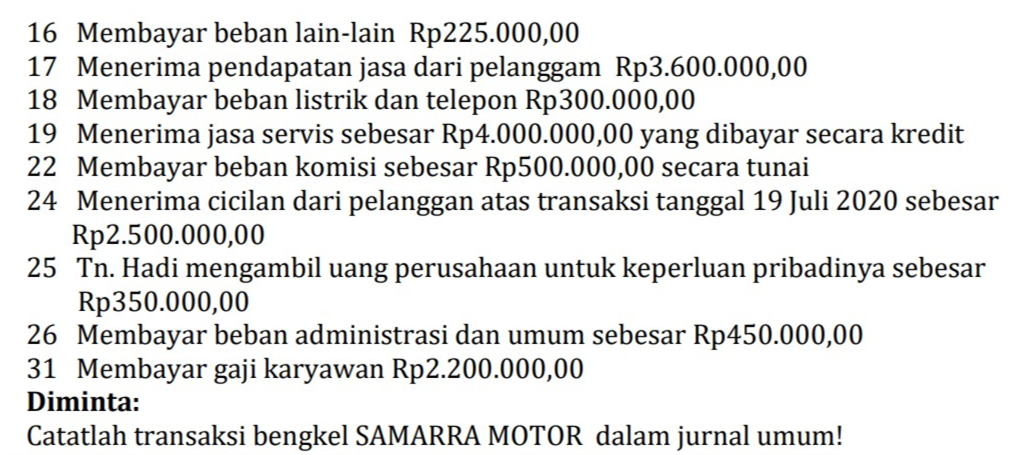 16 Membayar beban lain-lain Rp225.000,00
17 Menerima pendapatan jasa dari pelanggam Rp3.600.000,00
18 Membayar beban listrik dan telepon Rp300.000,00
19 Menerima jasa servis sebesar Rp4.000.000,00 yang dibayar secara kredit
22 Membayar beban komisi sebesar Rp500.000,00 secara tunai
24 Menerima cicilan dari pelanggan atas transaksi tanggal 19 Juli 2020 sebesar
Rp2.500.000,00
25 Tn. Hadi mengambil uang perusahaan untuk keperluan pribadinya sebesar
Rp350.000,00
26 Membayar beban administrasi dan umum sebesar Rp450.000,00
31 Membayar gaji karyawan Rp2.200.000,00
Diminta:
Catatlah transaksi bengkel SAMARRA MOTOR dalam jurnal umum!